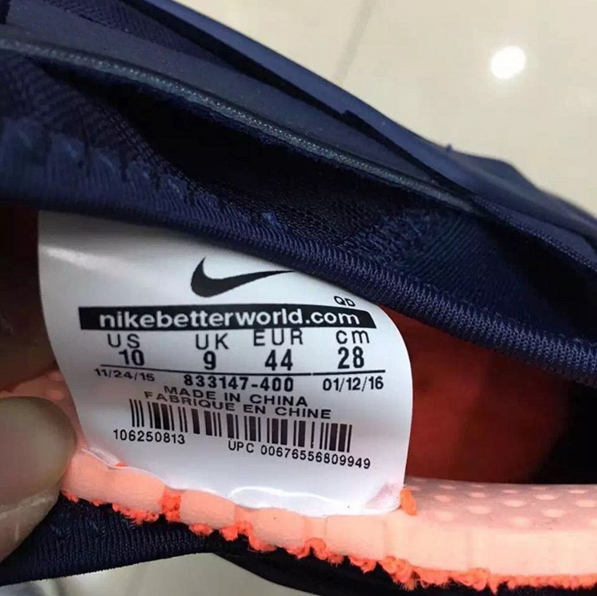 QD
nikebetterworld.com
US UK EUR cm
10 9 44 28
11/24/15 833147-400 01/12/16
MADE IN CHINA
FABRIQUE EN CHINE
106250813 UPC 00676556809949